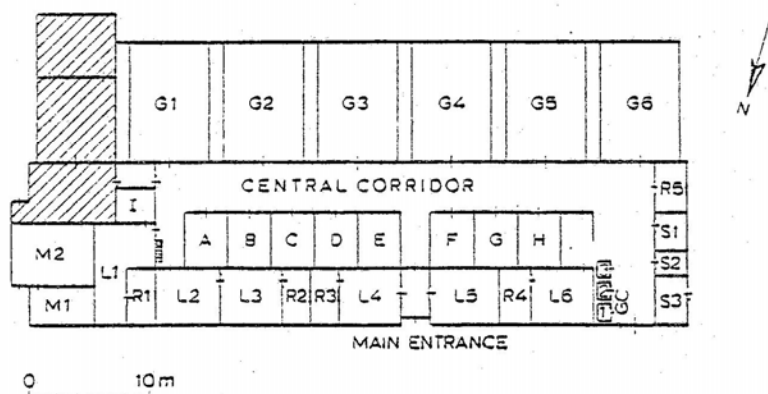 G1 G2 G3 G4 G5 G6
N
CENTRAL CORRIDOR
R5
I
A B C D E F G H
S1
M2
L1
S2
M1
R1 L2 L3 R2 R3 L4 L5 R4 L6
GC
S3
MAIN ENTRANCE
0 10m